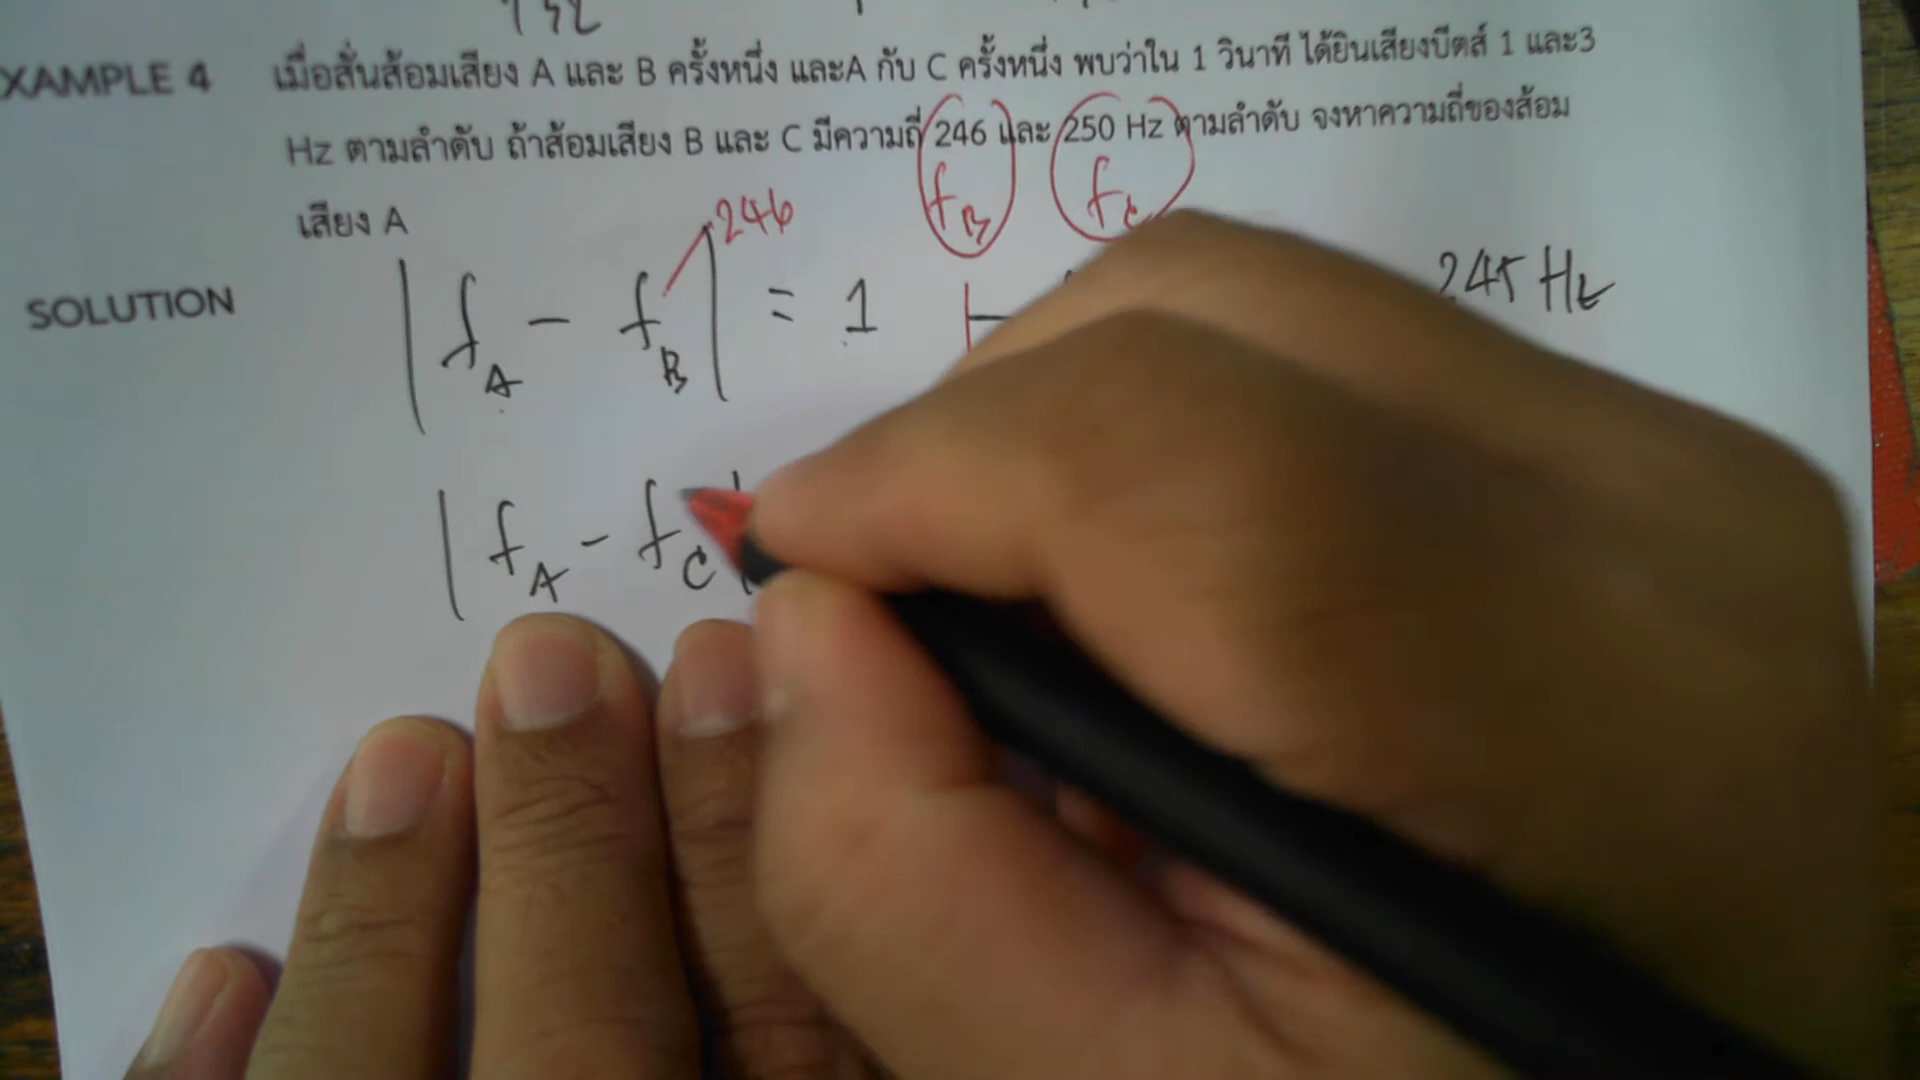 XAMPLE 4 เมื่อสั่นส้อมเสียง A และ B ครั้งหนึ่ง และA กับ C ครั้งหนึ่ง พบว่าใน 1 วินาที ได้ยินเสียงบีตส์ 1 และ3
Hz ตามลำดับ ถ้าส้อมเสียง B และ C มีความถี่ 246 และ 250 Hz ตามลำดับ จงหาความถี่ของส้อม
เสียง A
246 f_B f_C
SOLUTION |f_A - f_B| = 1 245 Hz
|f_A - f_C|